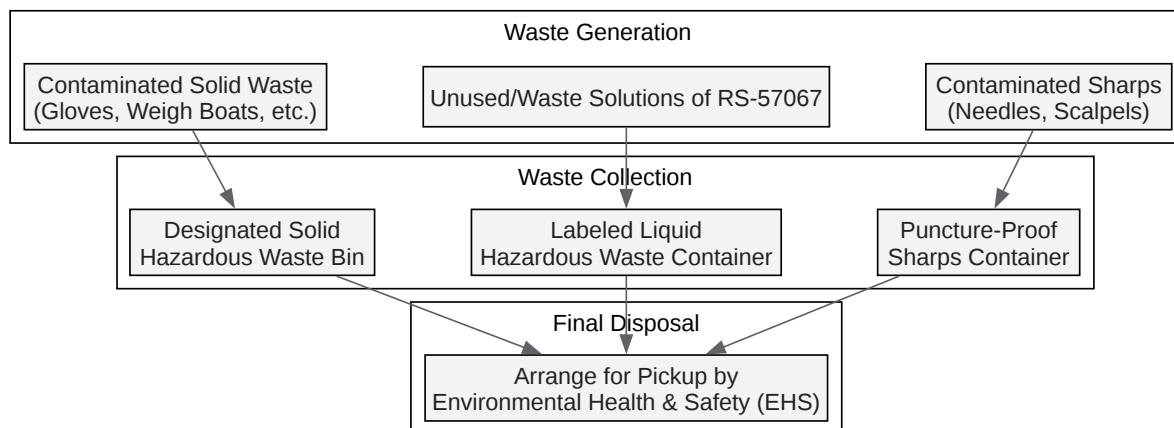 Waste Generation
Contaminated Solid Waste
(Gloves, Weigh Boats, etc.)
Unused/Waste Solutions of RS-57067
Contaminated Sharps
(Needles, Scalpels)
Waste Collection
Designated Solid
Hazardous Waste Bin
Labeled Liquid
Hazardous Waste Container
Puncture-Proof
Sharps Container
Final Disposal
Arrange for Pickup by
Environmental Health & Safety (EHS)